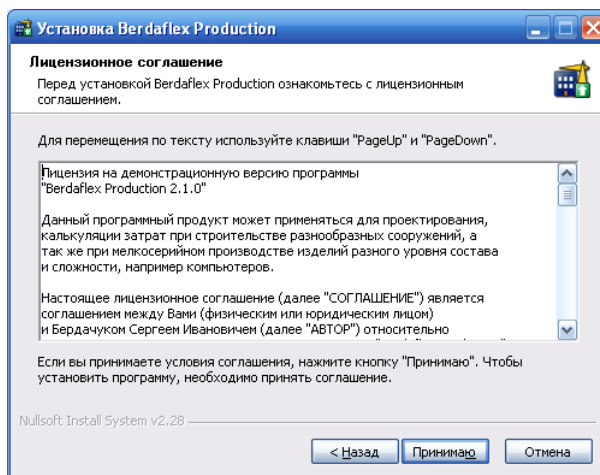 Установка Berdaflex Production
Лицензионное соглашение
Перед установкой Berdaflex Production ознакомьтесь с лицензионным
соглашением.
Для перемещения по тексту используйте клавиши "PageUp" и "PageDown".
Лицензия на демонстрационную версию программы
"Berdaflex Production 2.1.0"
Данный программный продукт может применяться для проектирования,
калькуляции затрат при строительстве разнообразных сооружений, а
так же при мелкосерийном производстве изделий разного уровня состава
и сложности, например компьютеров.
Настоящее лицензионное соглашение (далее "СОГЛАШЕНИЕ") является
соглашением между Вами (физическим или юридическим лицом)
и Бердачуком Сергеем Ивановичем (далее "АВТОР") относительно
Если вы принимаете условия соглашения, нажмите кнопку "Принимаю". Чтобы
установить программу, необходимо принять соглашение.
Nullsoft Install System v2.28
< Назад
Принимаю
Отмена